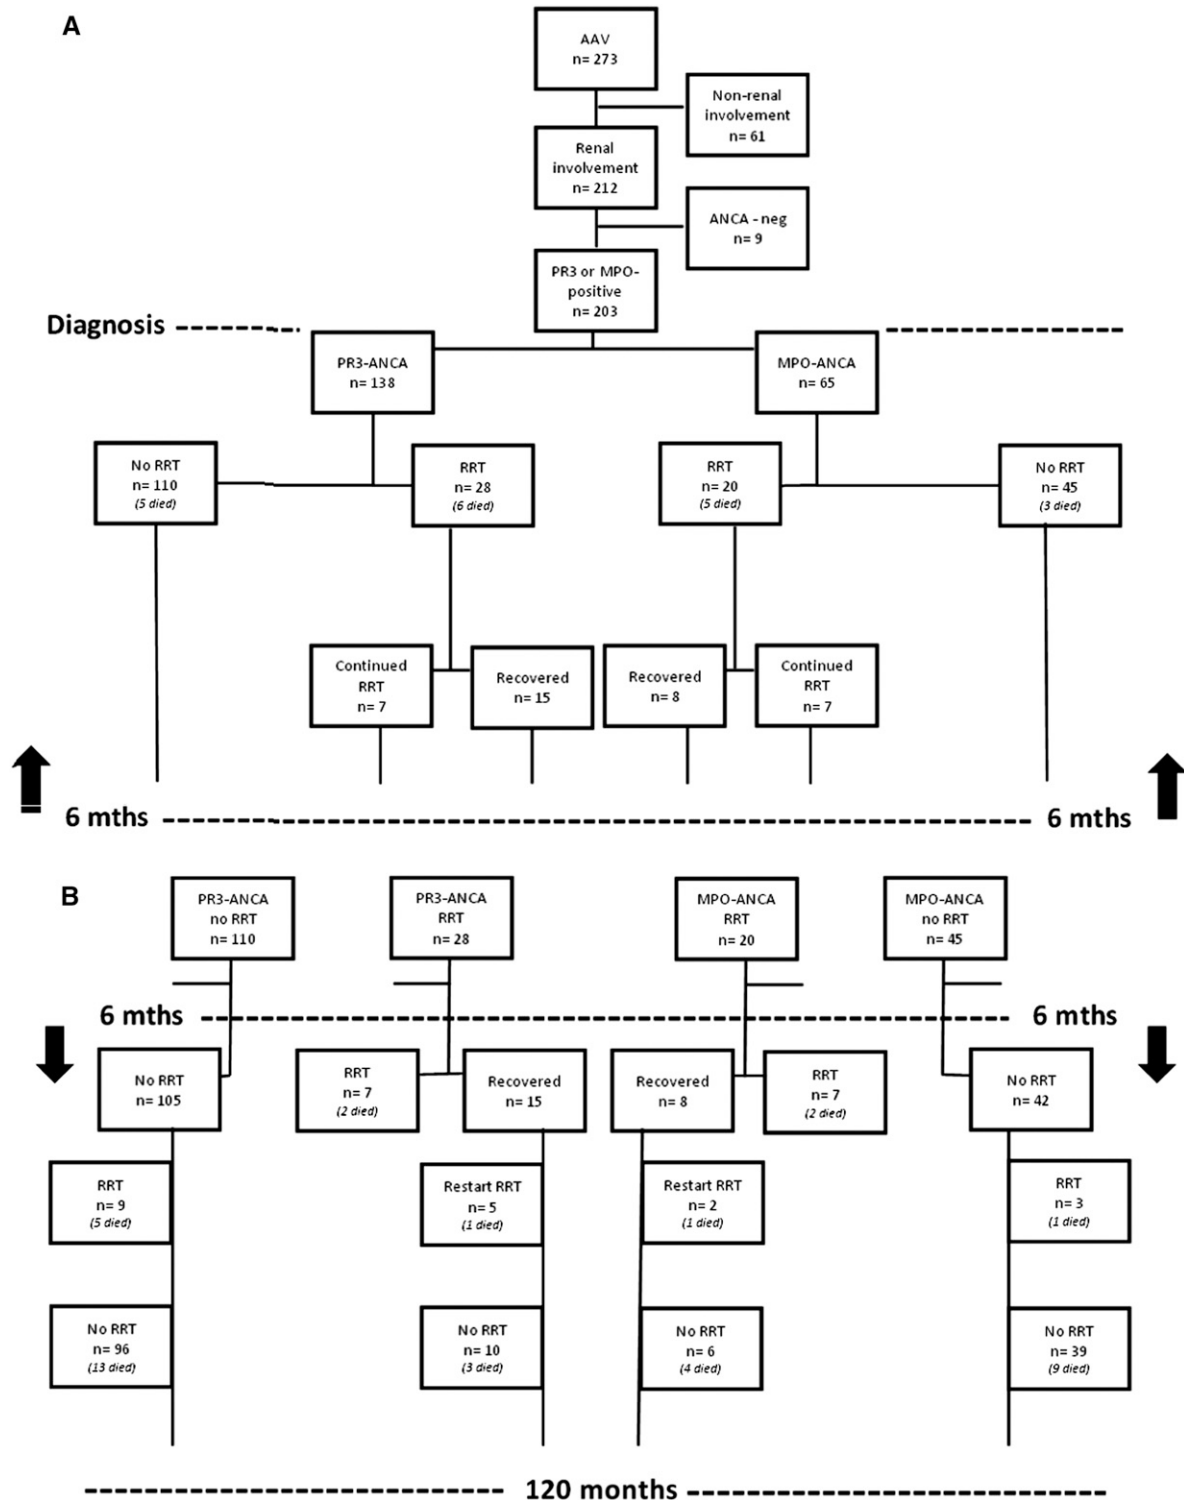 A
AAV
n= 273
Non-renal
involvement
n= 61
Renal
involvement
n= 212
ANCA - neg
n= 9
PR3 or MPO-
positive
n= 203
Diagnosis
PR3-ANCA
n= 138
MPO-ANCA
n= 65
No RRT
n= 110
(5 died)
RRT
n= 28
(6 died)
RRT
n= 20
(5 died)
No RRT
n= 45
(3 died)
Continued
RRT
n= 7
Recovered
n= 15
Recovered
n= 8
Continued
RRT
n= 7
6 mths
6 mths
B
PR3-ANCA
no RRT
n= 110
PR3-ANCA
RRT
n= 28
MPO-ANCA
RRT
n= 20
MPO-ANCA
no RRT
n= 45
6 mths
6 mths
No RRT
n= 105
RRT
n= 7
(2 died)
Recovered
n= 15
Recovered
n= 8
RRT
n= 7
(2 died)
No RRT
n= 42
RRT
n= 9
(5 died)
Restart RRT
n= 5
(1 died)
Restart RRT
n= 2
(1 died)
RRT
n= 3
(1 died)
No RRT
n= 96
(13 died)
No RRT
n= 10
(3 died)
No RRT
n= 6
(4 died)
No RRT
n= 39
(9 died)
120 months